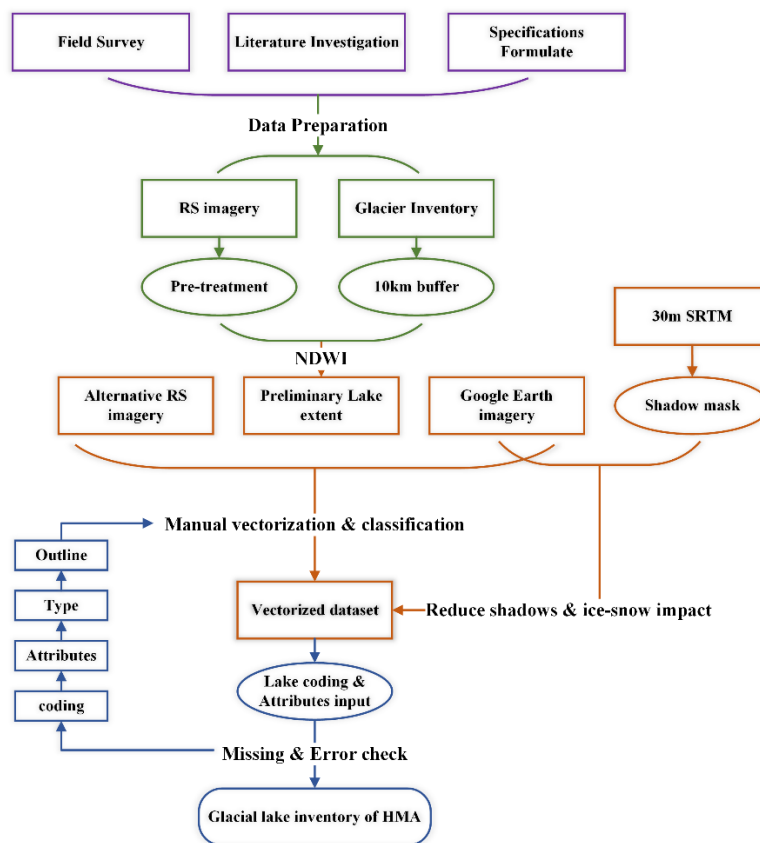 Field Survey
Literature Investigation
Specifications
Formulate
Data Preparation
RS imagery
Glacier Inventory
Pre-treatment
10km buffer
30m SRTM
NDWI
Alternative RS
imagery
Preliminary Lake
extent
Google Earth
imagery
Shadow mask
Manual vectorization & classification
Outline
Type
Attributes
coding
Vectorized dataset
Reduce shadows & ice-snow impact
Lake coding &
Attributes input
Missing & Error check
Glacial lake inventory of HMA